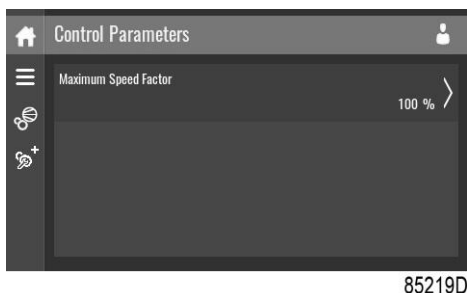 Control Parameters
Maximum Speed Factor
100 %
85219D